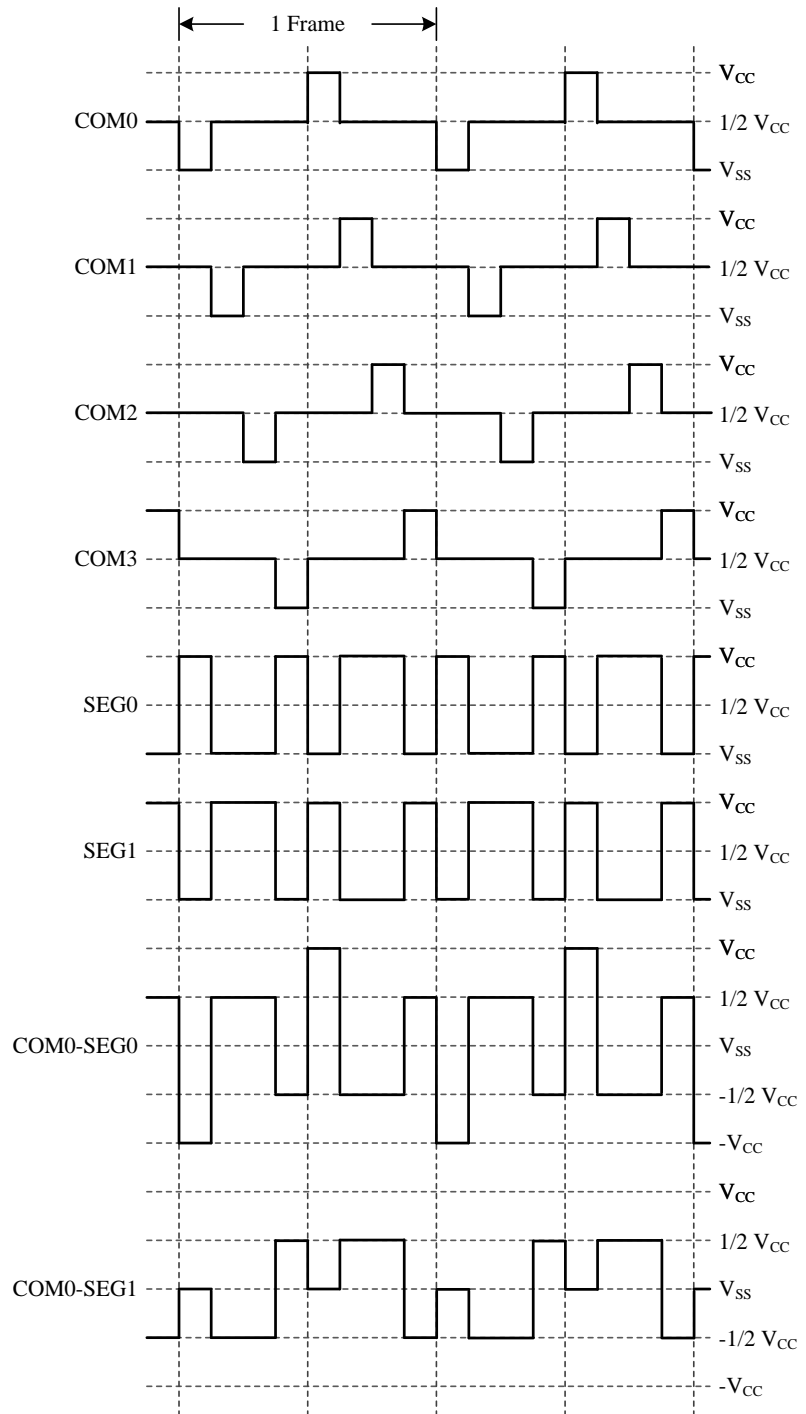 1 Frame
V_CC
COM0 1/2 V_CC
V_SS
V_CC
COM1 1/2 V_CC
V_SS
V_CC
COM2 1/2 V_CC
V_SS
V_CC
COM3 1/2 V_CC
V_SS
V_CC
SEG0 1/2 V_CC
V_SS
V_CC
SEG1 1/2 V_CC
V_SS
V_CC
1/2 V_CC
COM0-SEG0 V_SS
-1/2 V_CC
-V_CC
V_CC
1/2 V_CC
COM0-SEG1 V_SS
-1/2 V_CC
-V_CC